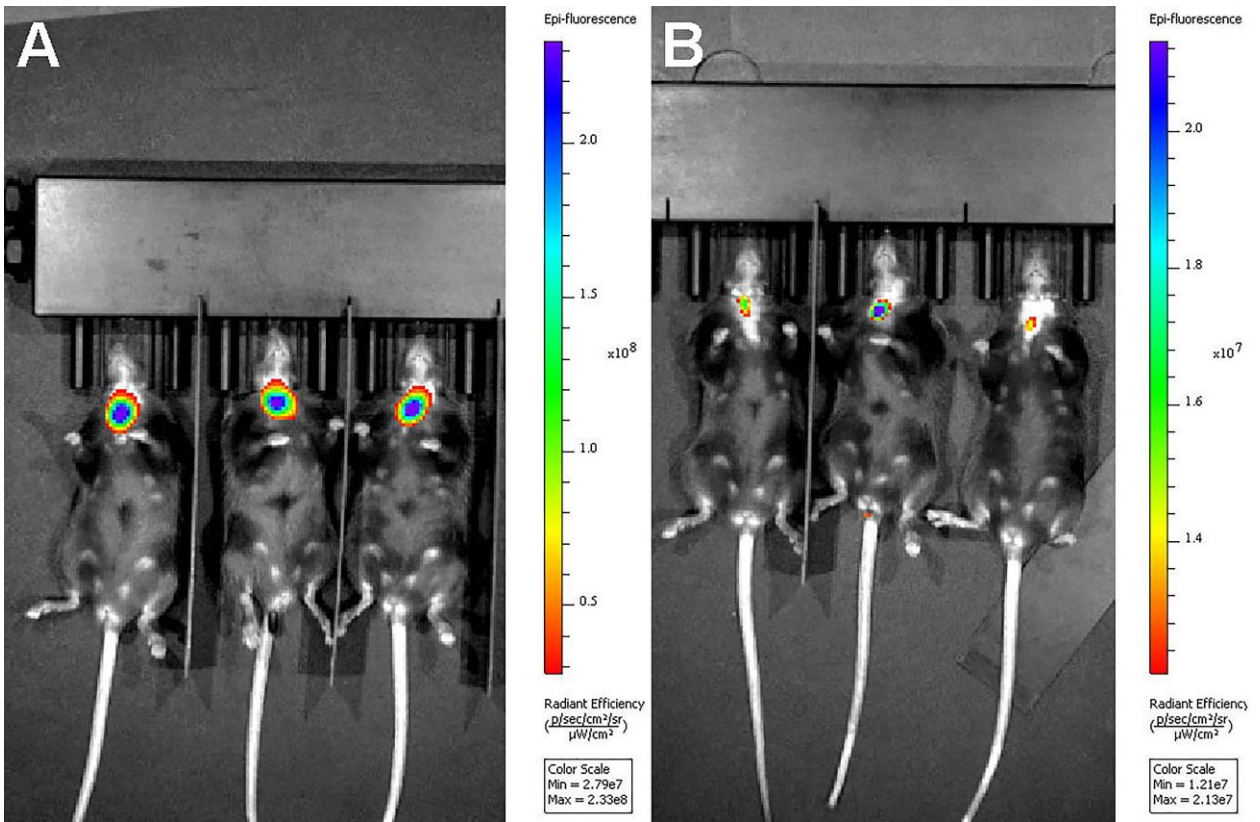 A
Epi-fluorescence
2.0
1.5
x10⁸
1.0
0.5
Radiant Efficiency
(p/sec/cm²/sr
µW/cm²)
Color Scale
Min = 2.79e7
Max = 2.33e8
B
Epi-fluorescence
2.0
1.8
x10⁷
1.6
1.4
Radiant Efficiency
(p/sec/cm²/sr
µW/cm²)
Color Scale
Min = 1.21e7
Max = 2.13e7